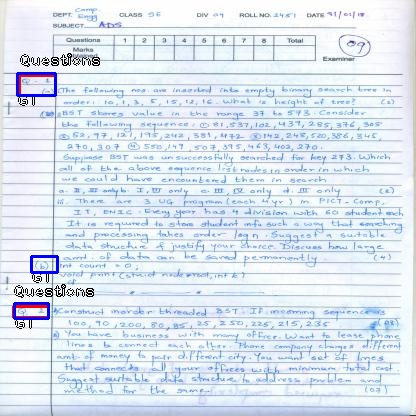 DEPT. Comp Engg CLASS SE DIV 09 ROLL NO. 2451 DATE 31/01/18
SUBJECT ADS
Questions 1 2 3 4 5 6 7 8 Total
Marks Obtained
09
Examiner
Questions
Q. 1
GT
(a) The following nos. are inserted into empty binary search tree in
order: 10, 1, 3, 5, 15, 12, 16. What is height of tree? (2)
BST stores value in the range 37 to 573. Consider
the following sequence. ① 81, 537, 102, 439, 285, 376, 305
② 52, 97, 121, 195, 242, 381, 472 ③ 142, 248, 520, 386, 345
270, 307 ④ 550, 149, 507, 395, 463, 402, 270.
Suppose BST was unsuccessfully searched for key 273. Which
all of the above sequence list nodes in order in which
we could have encountered them in search
a. II, III only b. I, III only c. III, IV only d. III only (2)
iii. There are 3 UG program (each 4 yr) in PICT - Comp,
IT, EnTC. Every year has 4 division with 60 student each
It is required to store student info such a way that searching
and processing takes order log n. Suggest a suitable
data structure & justify your choice. Discuss how large
amt. of data can be saved permanently (4)
(b) int count = 0;
GT
void print (struct node *root, int k)
Questions
if
Q. 2
GT
Construct inorder threaded BST. If incoming sequence is
100, 90, 200, 80, 85, 25, 250, 225, 215, 235
You have business with many office. Want to lease phone
lines to connect each other. Phone company charges different
amt. of money to pair different city. You want set of lines
that connects all your offices with minimum total cost
Suggest suitable data structure to address problem and
method for the same. (03)